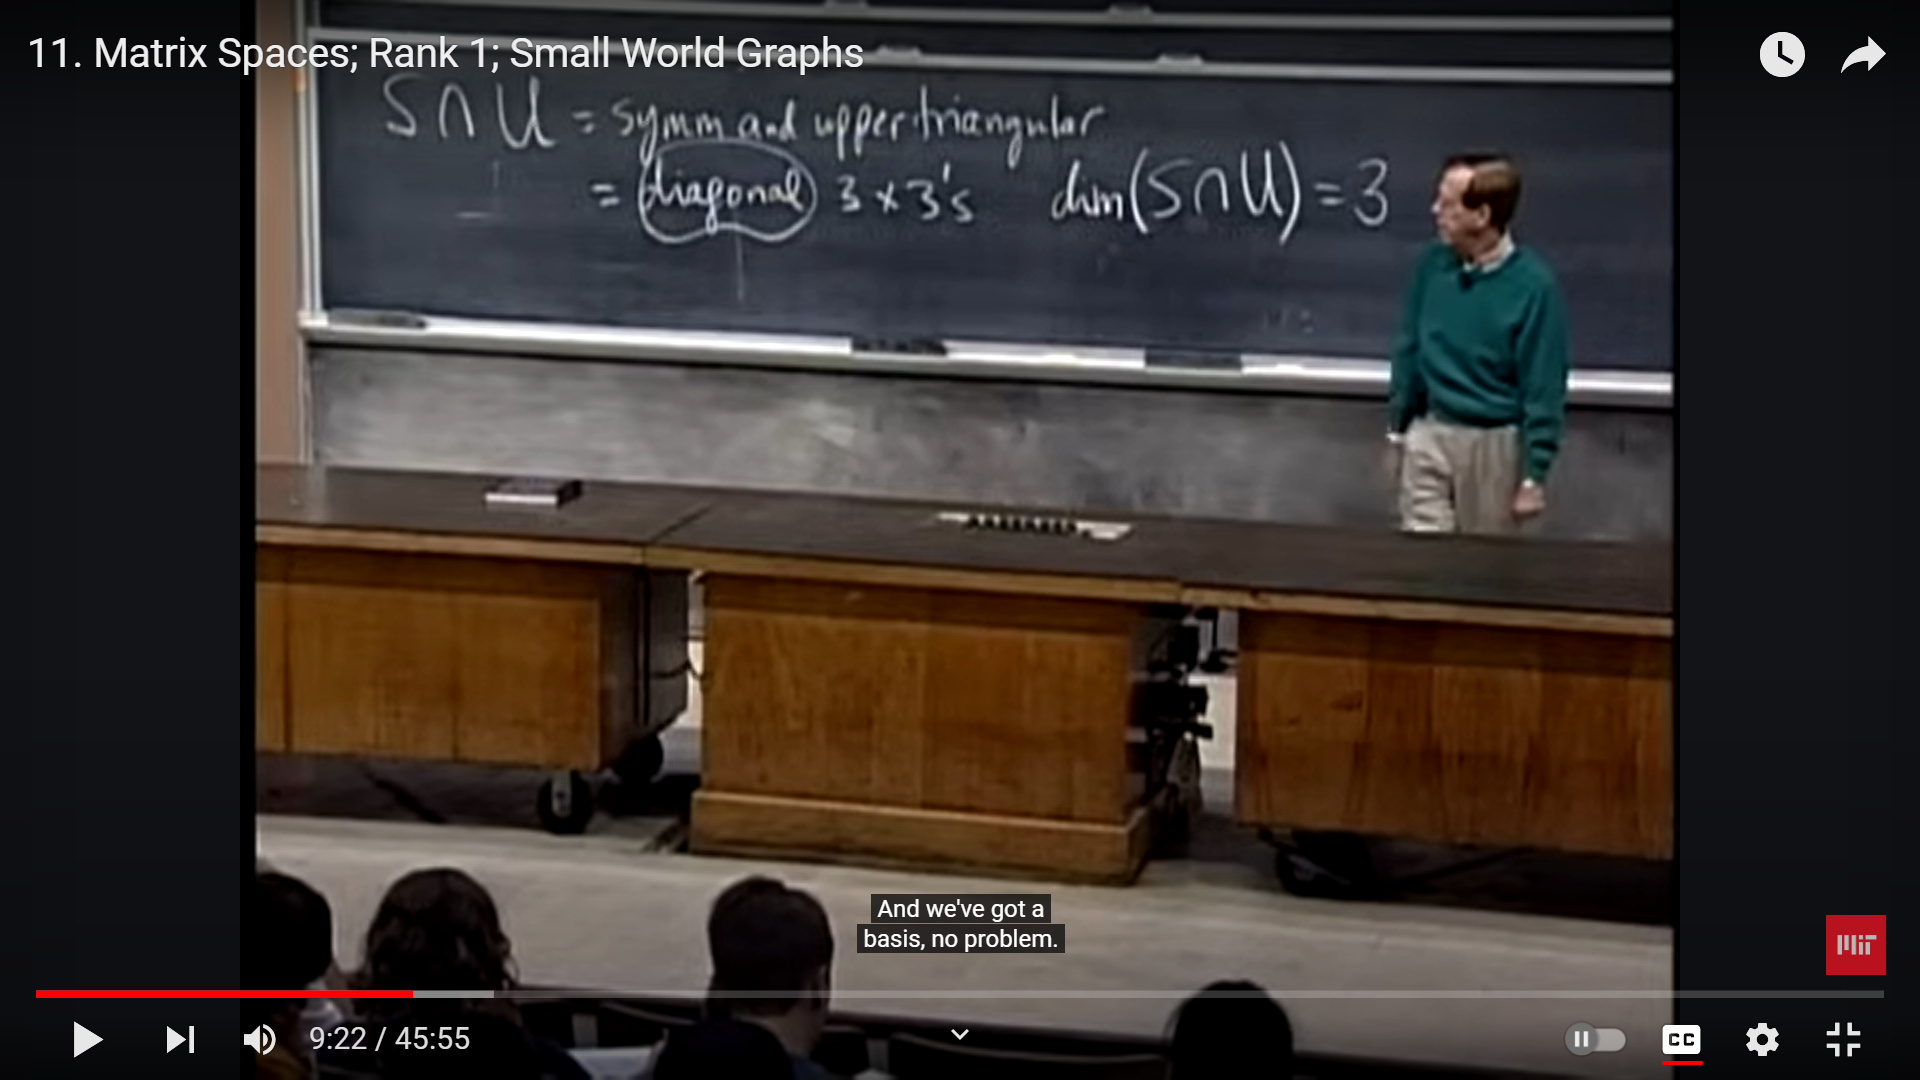 11. Matrix Spaces; Rank 1; Small World Graphs
S ∩ U = symm and upper triangular
= diagonal 3 x 3's dim(S ∩ U) = 3
And we've got a
basis, no problem.
MIT
9:22 / 45:55
CC